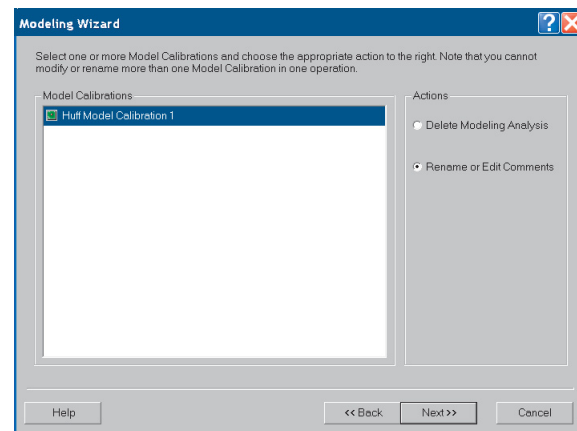 Modeling Wizard
Select one or more Model Calibrations and choose the appropriate action to the right. Note that you cannot
modify or rename more than one Model Calibration in one operation.
Model Calibrations
Huff Model Calibration 1
Actions
Delete Modeling Analysis
Rename or Edit Comments
Help
<< Back
Next >>
Cancel